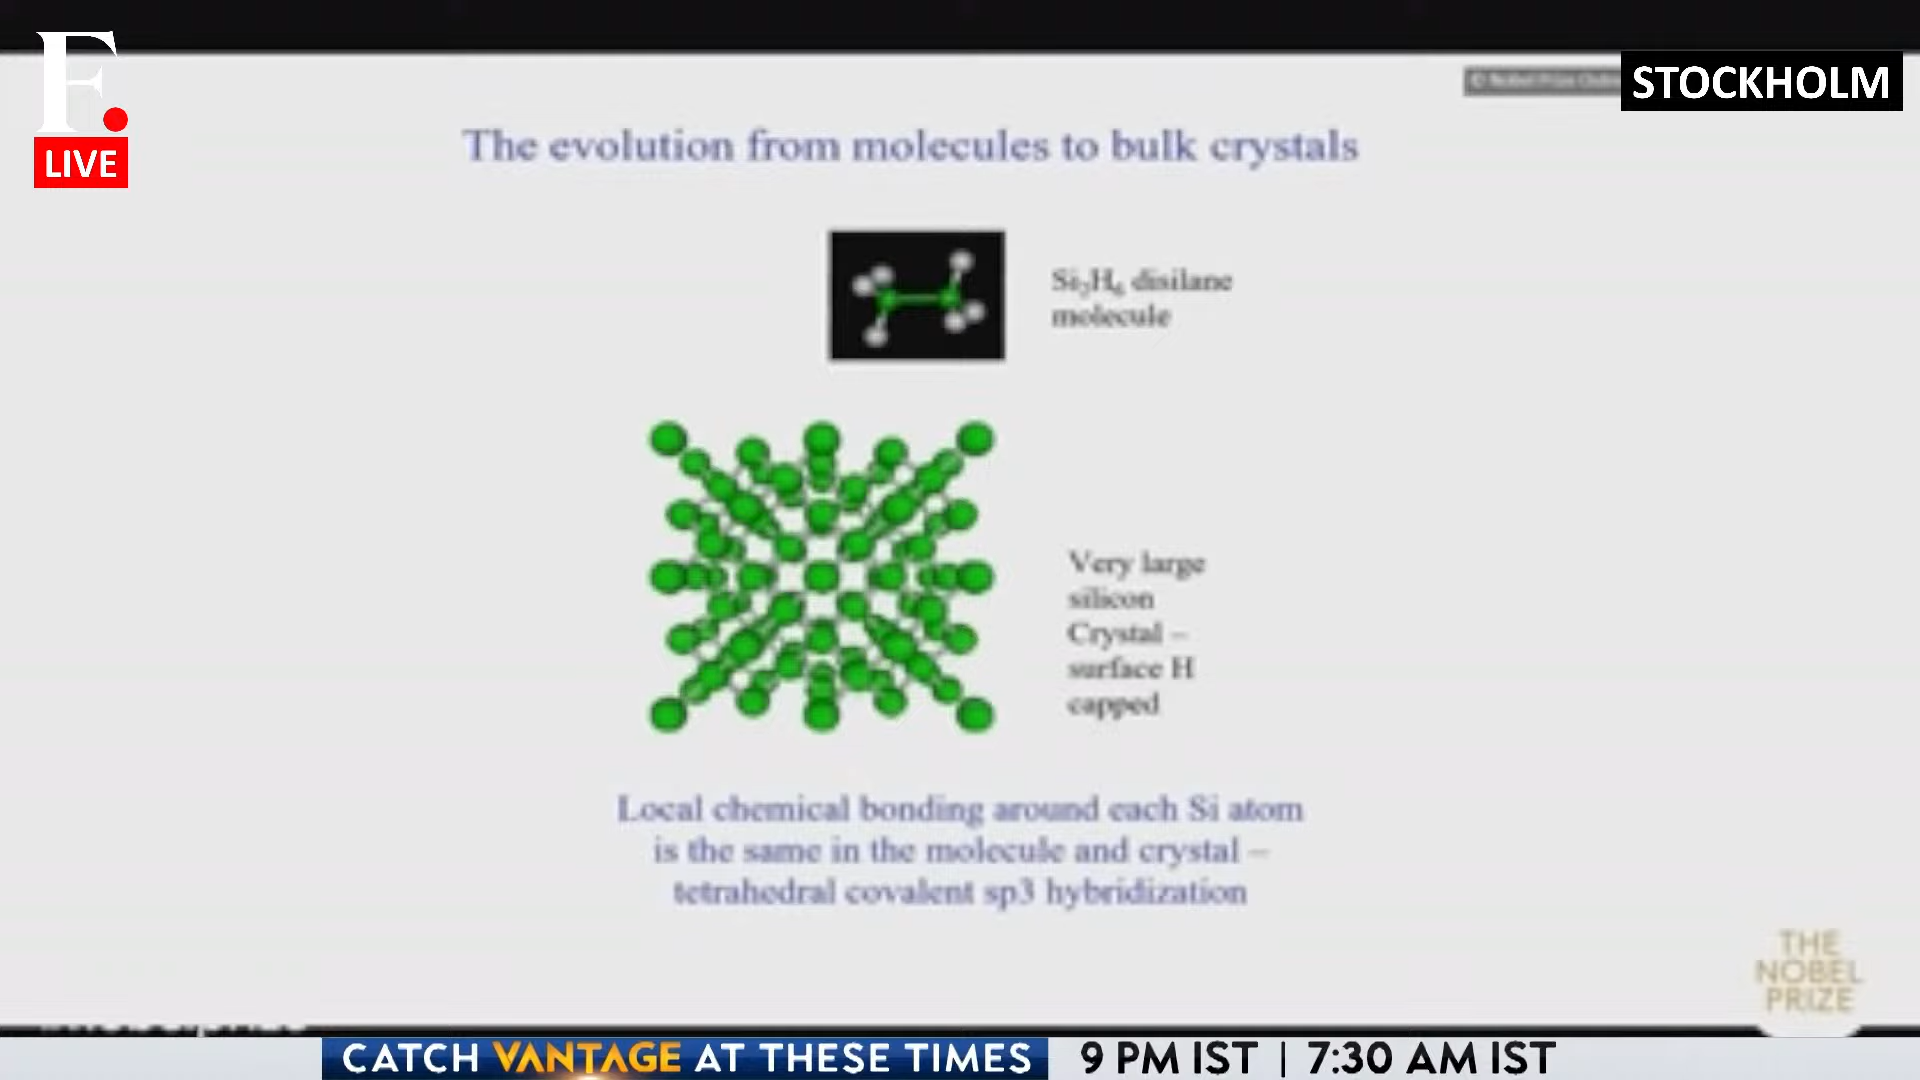 F.
LIVE
STOCKHOLM
The evolution from molecules to bulk crystals
Si₂H₆ disilane
molecule
Very large
silicon
Crystal –
surface H
capped
Local chemical bonding around each Si atom
is the same in the molecule and crystal –
tetrahedral covalent sp3 hybridization
THE
NOBEL
PRIZE
CATCH VANTAGE AT THESE TIMES
9 PM IST | 7:30 AM IST